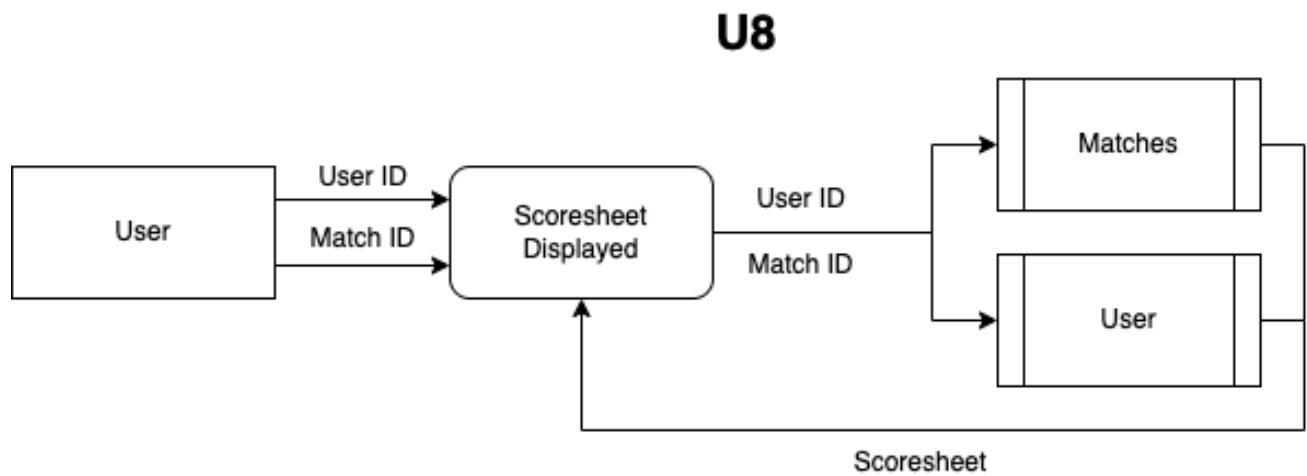 U8
User
User ID
Match ID
Scoresheet
Displayed
User ID
Match ID
Matches
User
Scoresheet